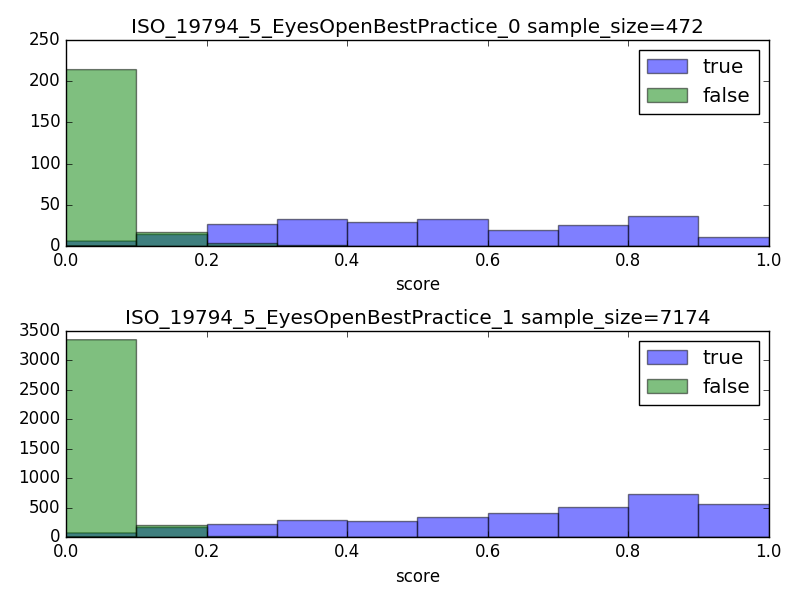 ISO_19794_5_EyesOpenBestPractice_0 sample_size=472
250
200
150
100
50
0
true
false
0.0 0.2 0.4 0.6 0.8 1.0
score
ISO_19794_5_EyesOpenBestPractice_1 sample_size=7174
3500
3000
2500
2000
1500
1000
500
0
true
false
0.0 0.2 0.4 0.6 0.8 1.0
score